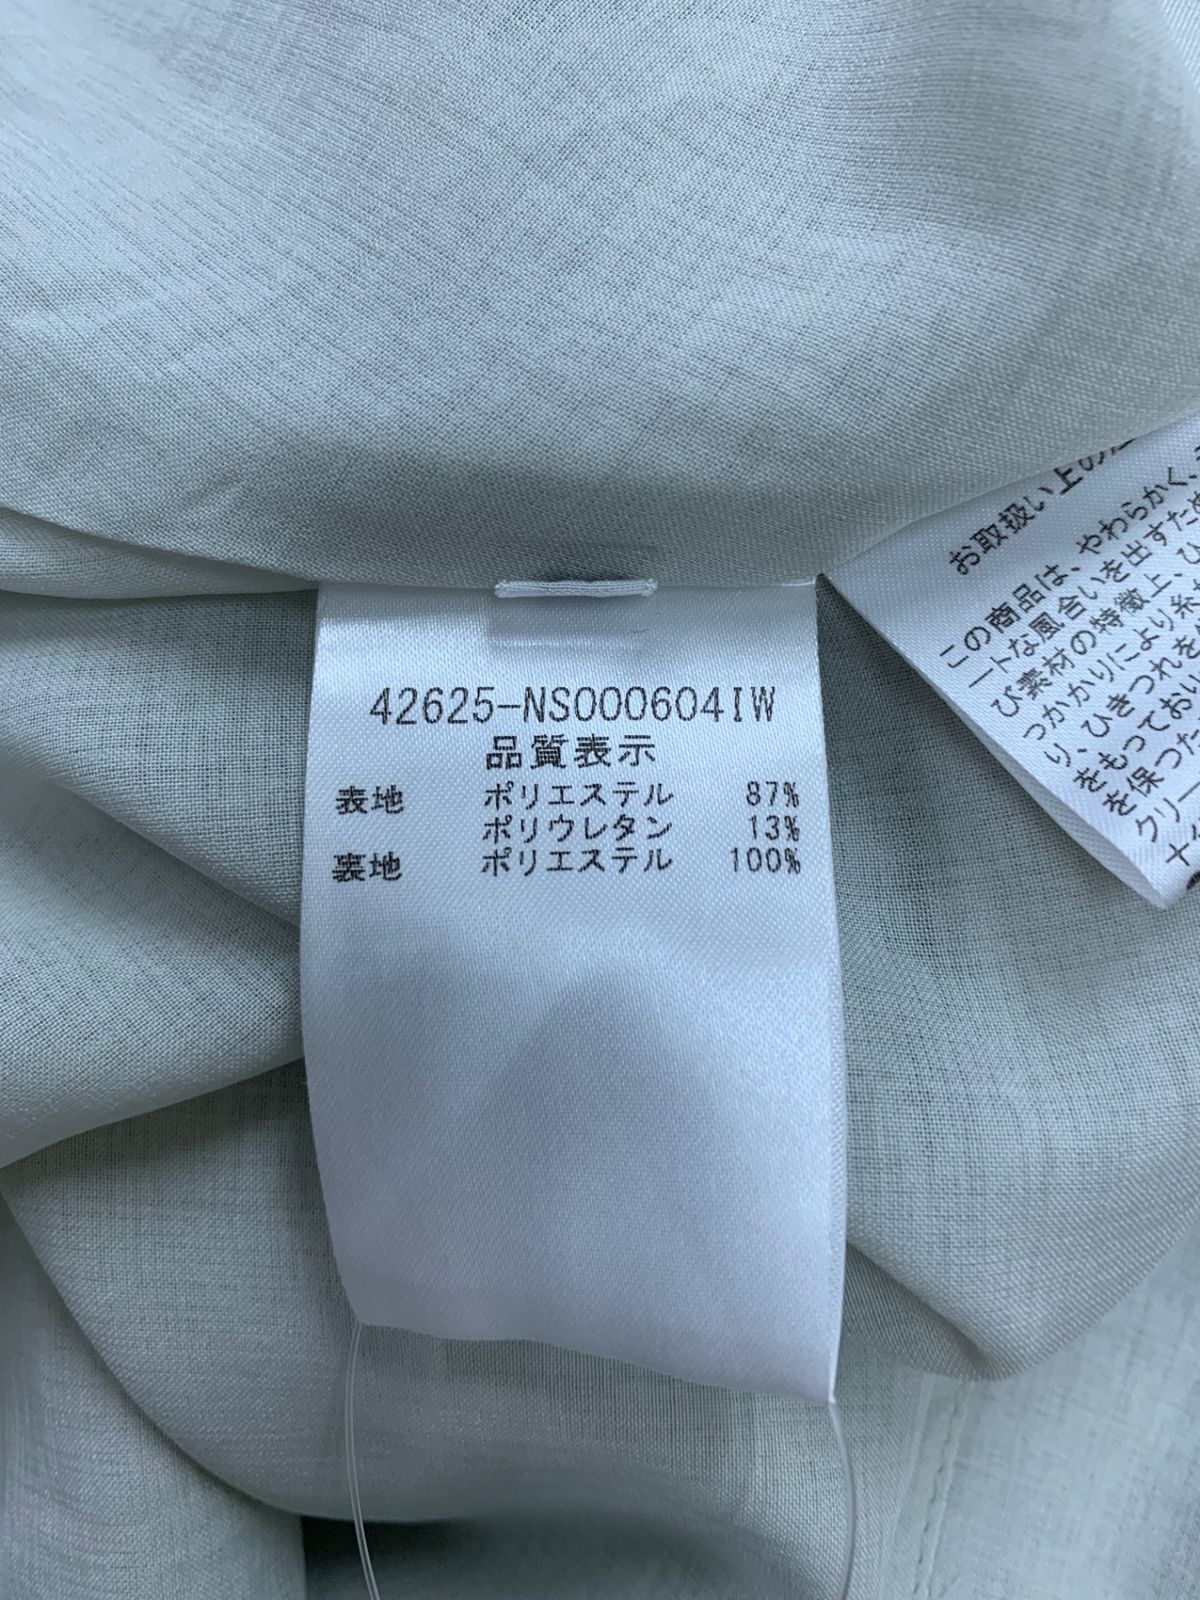 42625-NS000604IW
品質表示
表地 ポリエステル 87%
ポリウレタン 13%
裏地 ポリエステル 100%
お取扱い上の
この商品は、やわらかく、
ートな風合いを出すため
び素材の特徴上、ひ
っかかりにより糸
り、ひきつれを
をもってお
を保った
クリー